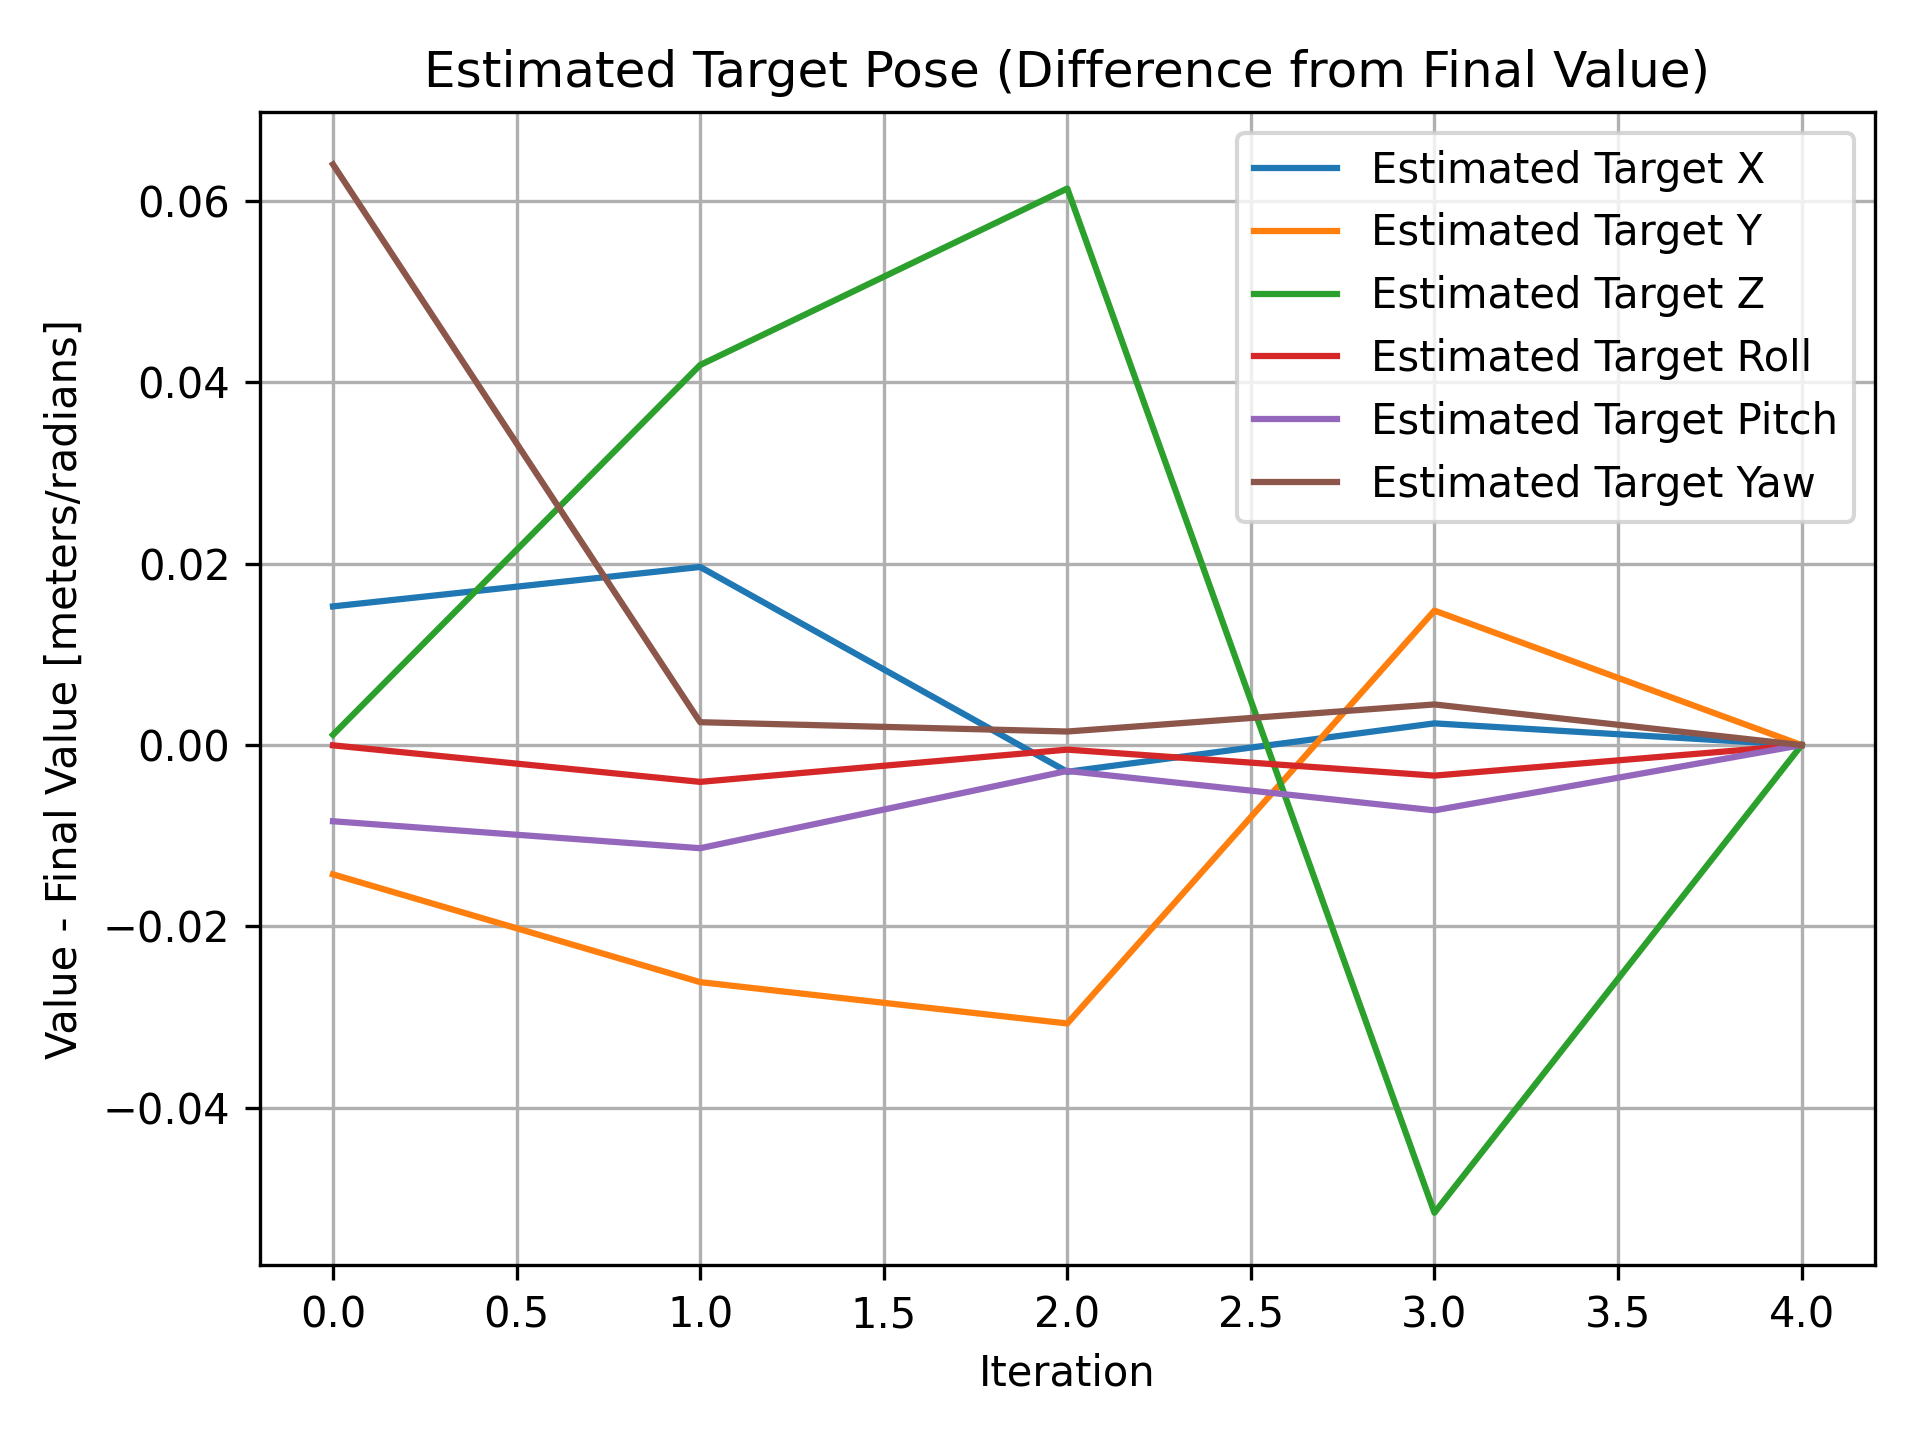 Estimated Target Pose (Difference from Final Value)
Estimated Target X
Estimated Target Y
Estimated Target Z
Estimated Target Roll
Estimated Target Pitch
Estimated Target Yaw
Value - Final Value [meters/radians]
0.06
0.04
0.02
0.00
−0.02
−0.04
0.0 0.5 1.0 1.5 2.0 2.5 3.0 3.5 4.0
Iteration